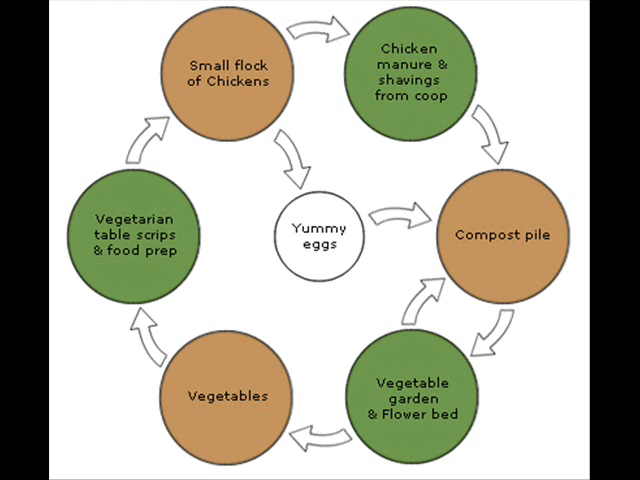 Small flock
of Chickens
Chicken
manure &
shavings
from coop
Vegetarian
table scrips
& food prep
Yummy
eggs
Compost pile
Vegetables
Vegetable
garden
& Flower bed